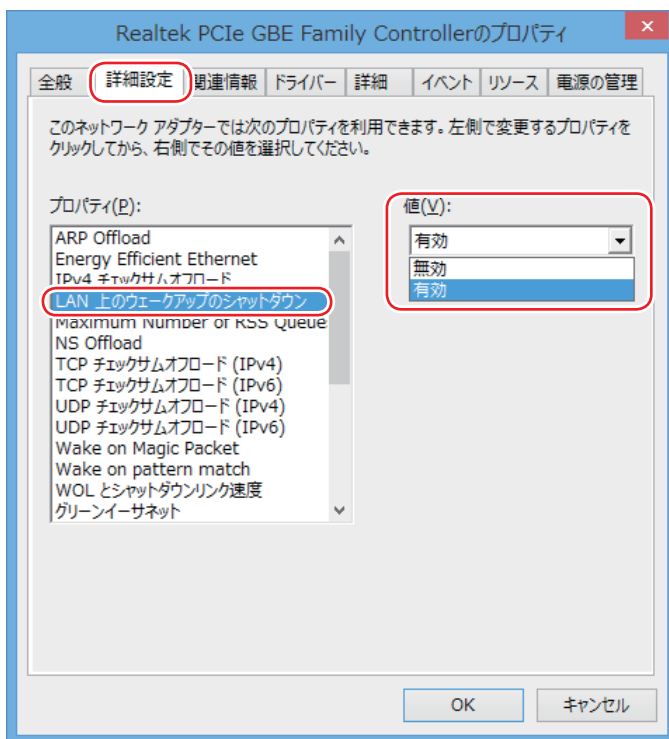 Realtek PCIe GBE Family Controllerのプロパティ
全般 詳細設定 関連情報 ドライバー 詳細 イベント リソース 電源の管理
このネットワーク アダプターでは次のプロパティを利用できます。左側で変更するプロパティを
クリックしてから、右側でその値を選択してください。
プロパティ(P):
ARP Offload
Energy Efficient Ethernet
IPv4 チェックサムオフロード
LAN 上のウェークアップのシャットダウン
Maximum Number of RSS Queue
NS Offload
TCP チェックサムオフロード (IPv4)
TCP チェックサムオフロード (IPv6)
UDP チェックサムオフロード (IPv4)
UDP チェックサムオフロード (IPv6)
Wake on Magic Packet
Wake on pattern match
WOL とシャットダウンリンク速度
グリーンイーサネット
値(V):
有効
無効
有効
OK キャンセル